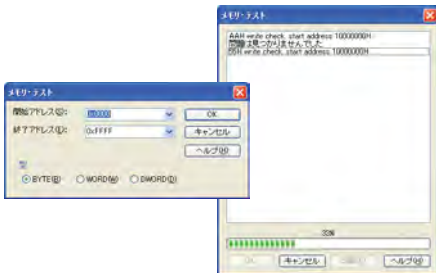 メモリ・テスト
開始アドレス(S):
終了アドレス(E):
0xFFFF
OK
キャンセル
ヘルプ(H)
型
BYTE(B)
WORD(W)
DWORD(D)
メモリ・テスト
AAH write check, start address 10000000H
問題は見つかりませんでした
55H write check, start address 10000000H
33%
キャンセル
ヘルプ(H)